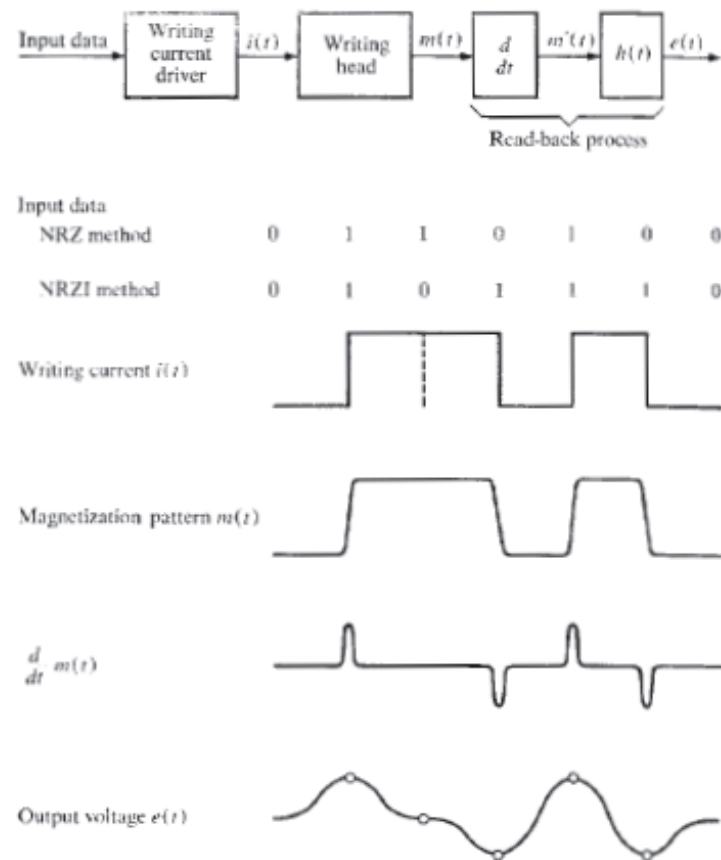 Input data
Writing current driver
i(t)
Writing head
m(t)
d
dt
m'(t)
h(t)
e(t)
Read-back process
Input data
NRZ method 0 1 1 0 1 0 0
NRZI method 0 1 0 1 1 1 0
Writing current i(t)
Magnetization pattern m(t)
d
dt m(t)
Output voltage e(t)